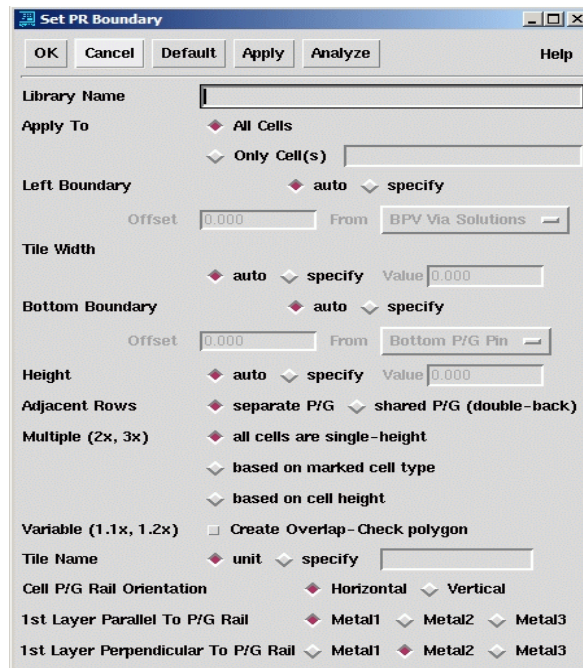 Set PR Boundary
OK Cancel Default Apply Analyze Help
Library Name
Apply To All Cells
Only Cell(s)
Left Boundary auto specify
Offset 0.000 From BPV Via Solutions
Tile Width
auto specify Value 0.000
Bottom Boundary auto specify
Offset 0.000 From Bottom P/G Pin
Height auto specify Value 0.000
Adjacent Rows separate P/G shared P/G (double-back)
Multiple (2x, 3x) all cells are single-height
based on marked cell type
based on cell height
Variable (1.1x, 1.2x) Create Overlap-Check polygon
Tile Name unit specify
Cell P/G Rail Orientation Horizontal Vertical
1st Layer Parallel To P/G Rail Metal1 Metal2 Metal3
1st Layer Perpendicular To P/G Rail Metal1 Metal2 Metal3